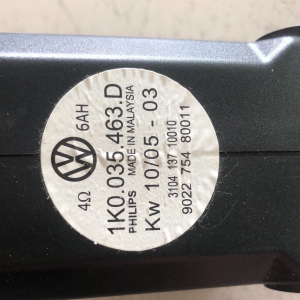 6AH
4Ω
1K0.035.463.D
PHILIPS MADE IN MALAYSIA
Kw 10/05 - 03
3104 137 10010
9022 754 80011